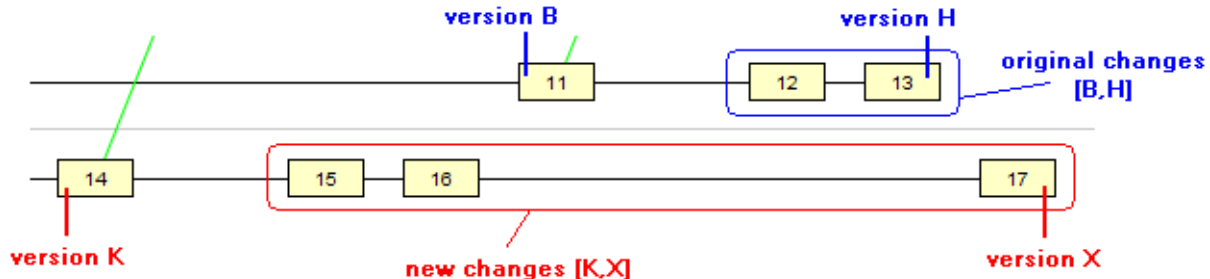 version B
version H
11
12
13
original changes
[B,H]
14
15
16
17
version K
new changes [K,X]
version X